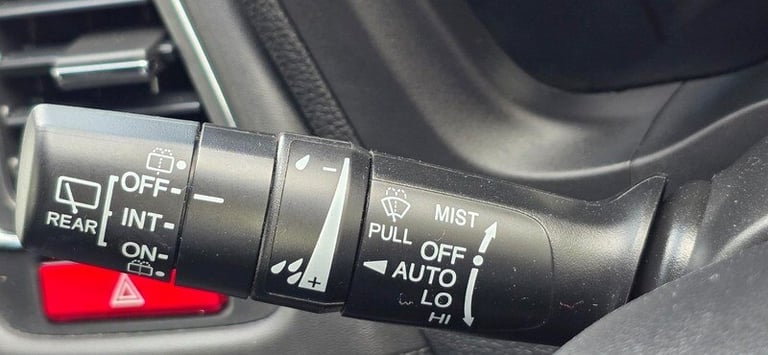 OFF
REAR
INT
ON
−
+
MIST
PULL
OFF
AUTO
LO
HI